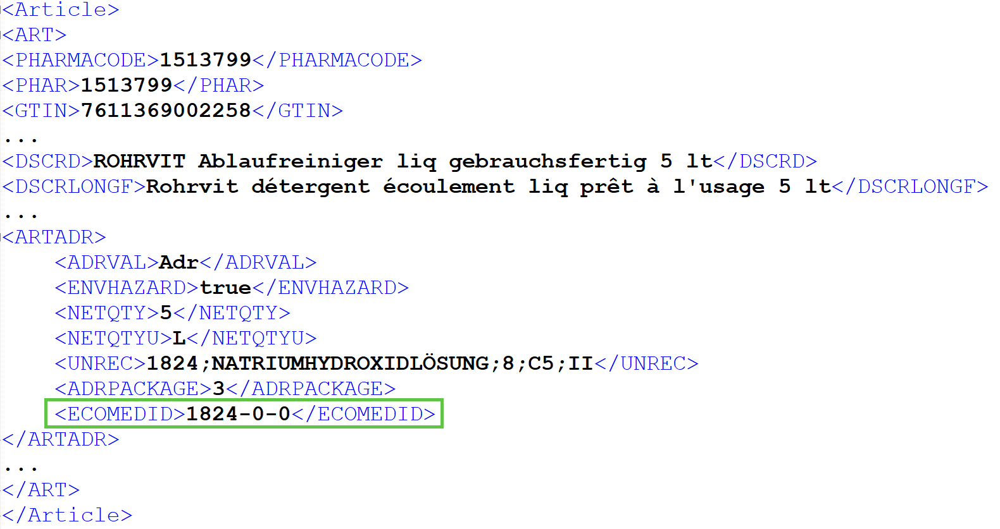 <Article>
<ART>
<PHARMACODE>1513799</PHARMACODE>
<PHAR>1513799</PHAR>
<GTIN>7611369002258</GTIN>
...
<DSCRD>ROHRVIT Ablaufreiniger liq gebrauchsfertig 5 lt</DSCRD>
<DSCRLONGF>Rohrvit détergent écoulement liq prêt à l'usage 5 lt</DSCRLONGF>
...
<ARTADR>
<ADRVAL>Adr</ADRVAL>
<ENVHAZARD>true</ENVHAZARD>
<NETQTY>5</NETQTY>
<NETQTYU>L</NETQTYU>
<UNREC>1824;NATRIUMHYDROXIDLÖSUNG;8;C5;II</UNREC>
<ADRPACKAGE>3</ADRPACKAGE>
<ECOMEDID>1824-0-0</ECOMEDID>
</ARTADR>
...
</ART>
</Article>